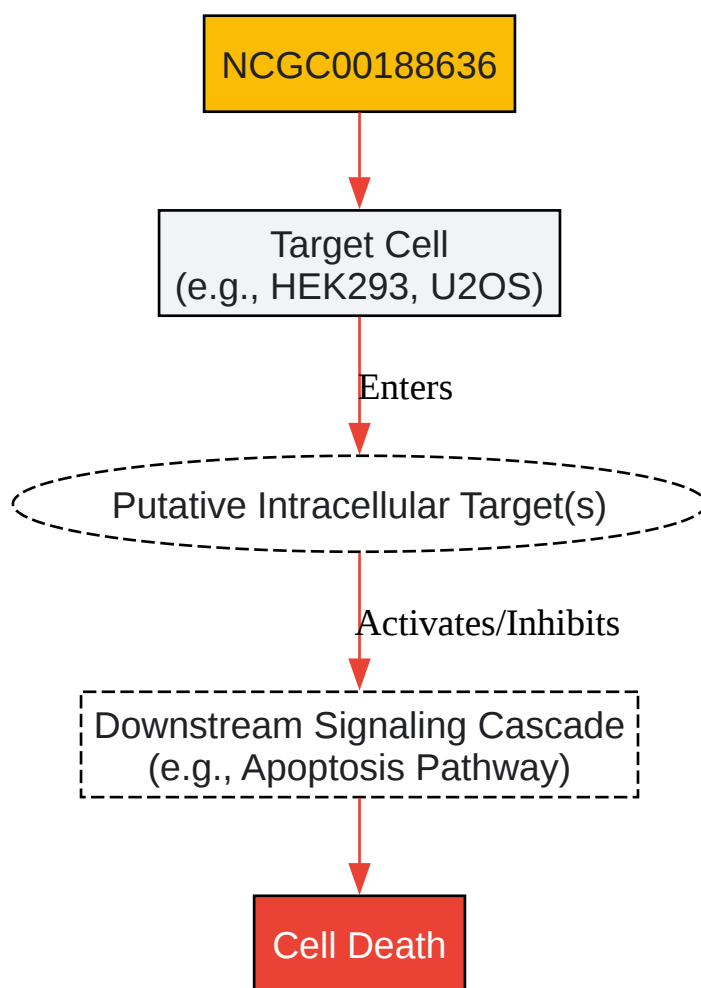 NCGC00188636
Target Cell
(e.g., HEK293, U2OS)
Enters
Putative Intracellular Target(s)
Activates/Inhibits
Downstream Signaling Cascade
(e.g., Apoptosis Pathway)
Cell Death